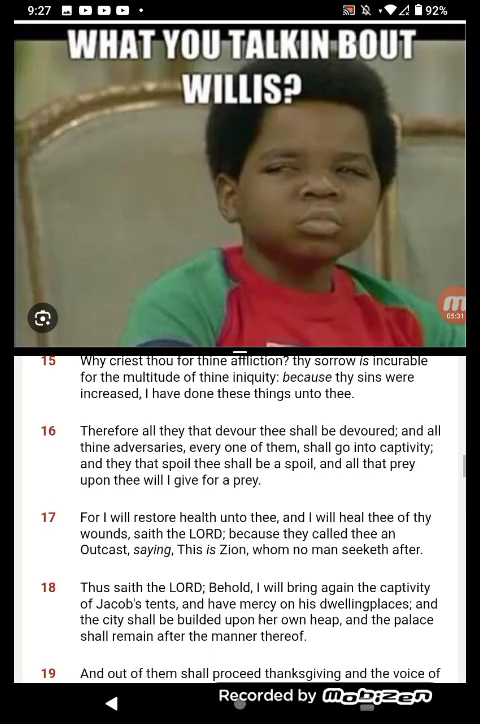 9:27
92%
WHAT YOU TALKIN BOUT
WILLIS?
05:31
15 Why criest thou for thine affliction? thy sorrow is incurable
for the multitude of thine iniquity: because thy sins were
increased, I have done these things unto thee.
16 Therefore all they that devour thee shall be devoured; and all
thine adversaries, every one of them, shall go into captivity;
and they that spoil thee shall be a spoil, and all that prey
upon thee will I give for a prey.
17 For I will restore health unto thee, and I will heal thee of thy
wounds, saith the LORD; because they called thee an
Outcast, saying, This is Zion, whom no man seeketh after.
18 Thus saith the LORD; Behold, I will bring again the captivity
of Jacob's tents, and have mercy on his dwellingplaces; and
the city shall be builded upon her own heap, and the palace
shall remain after the manner thereof.
19 And out of them shall proceed thanksgiving and the voice of
Recorded by Mobizen